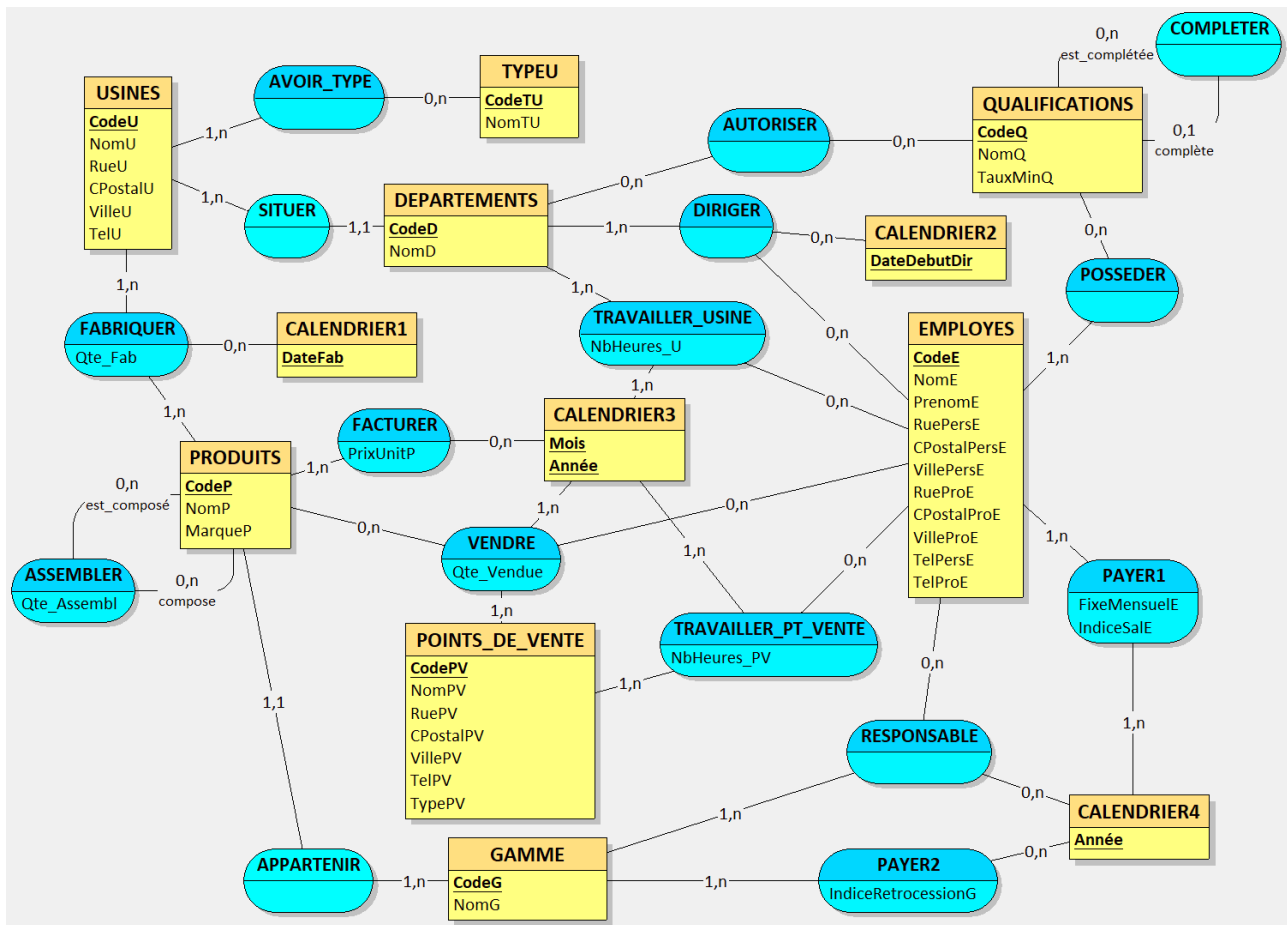 COMPLETER
0,n
est_complétée
0,1
complète
USINES
CodeU
NomU
RueU
CPostalU
VilleU
TelU
AVOIR_TYPE
1,n
0,n
TYPEU
CodeTU
NomTU
QUALIFICATIONS
CodeQ
NomQ
TauxMinQ
AUTORISER
0,n
0,n
SITUER
1,n
1,1
DEPARTEMENTS
CodeD
NomD
DIRIGER
1,n
0,n
0,n
CALENDRIER2
DateDebutDir
POSSEDER
0,n
1,n
FABRIQUER
Qte_Fab
1,n
0,n
1,n
CALENDRIER1
DateFab
TRAVAILLER_USINE
NbHeures_U
1,n
0,n
1,n
EMPLOYES
CodeE
NomE
PrenomE
RuePersE
CPostalPersE
VillePersE
RueProE
CPostalProE
VilleProE
TelPersE
TelProE
FACTURER
PrixUnitP
1,n
0,n
CALENDRIER3
Mois
Année
PRODUITS
CodeP
NomP
MarqueP
0,n
est_composé
0,n
compose
ASSEMBLER
Qte_Assembl
VENDRE
Qte_Vendue
0,n
1,n
0,n
1,n
PAYER1
FixeMensuelE
IndiceSalE
1,n
1,n
POINTS_DE_VENTE
CodePV
NomPV
RuePV
CPostalPV
VillePV
TelPV
TypePV
TRAVAILLER_PT_VENTE
NbHeures_PV
1,n
0,n
1,n
RESPONSABLE
0,n
1,n
0,n
CALENDRIER4
Année
APPARTENIR
1,1
1,n
GAMME
CodeG
NomG
PAYER2
IndiceRetrocessionG
1,n
0,n